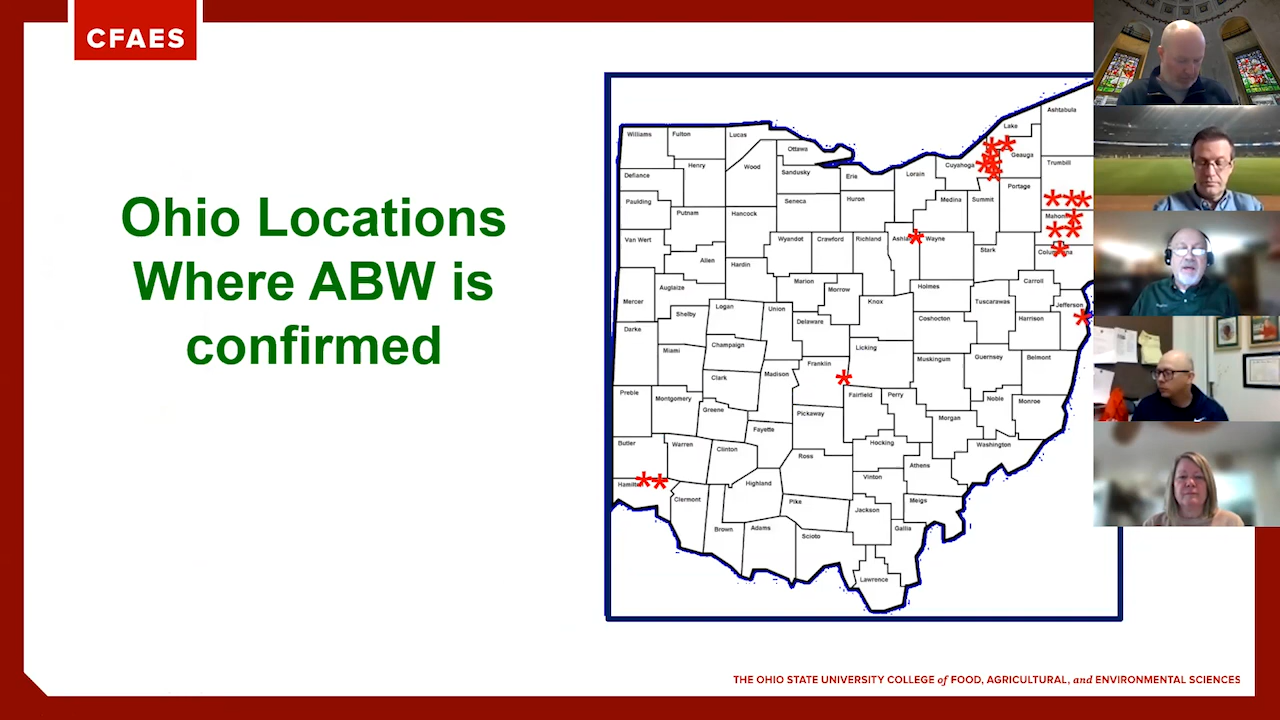 CFAES
Ohio Locations
Where ABW is
confirmed
Ashtabula
Lake
Williams
Fulton
Lucas
Ottawa
Cuyahoga
Geauga
Trumbull
Henry
Wood
Sandusky
Erie
Lorain
Defiance
Portage
Medina
Summit
Paulding
Putnam
Hancock
Seneca
Huron
Van Wert
Wyandot
Crawford
Richland
Wayne
Stark
Allen
Hardin
Carroll
Mercer
Auglaize
Marion
Morrow
Knox
Holmes
Tuscarawas
Jefferson
Shelby
Logan
Union
Delaware
Coshocton
Harrison
Darke
Miami
Champaign
Licking
Muskingum
Guernsey
Belmont
Clark
Madison
Franklin
Preble
Montgomery
Greene
Fairfield
Perry
Noble
Monroe
Pickaway
Morgan
Fayette
Butler
Warren
Clinton
Hocking
Washington
Ross
Athens
Vinton
Highland
Clermont
Pike
Jackson
Meigs
Brown
Adams
Scioto
Gallia
Lawrence
THE OHIO STATE UNIVERSITY COLLEGE of FOOD, AGRICULTURAL, and ENVIRONMENTAL SCIENCES